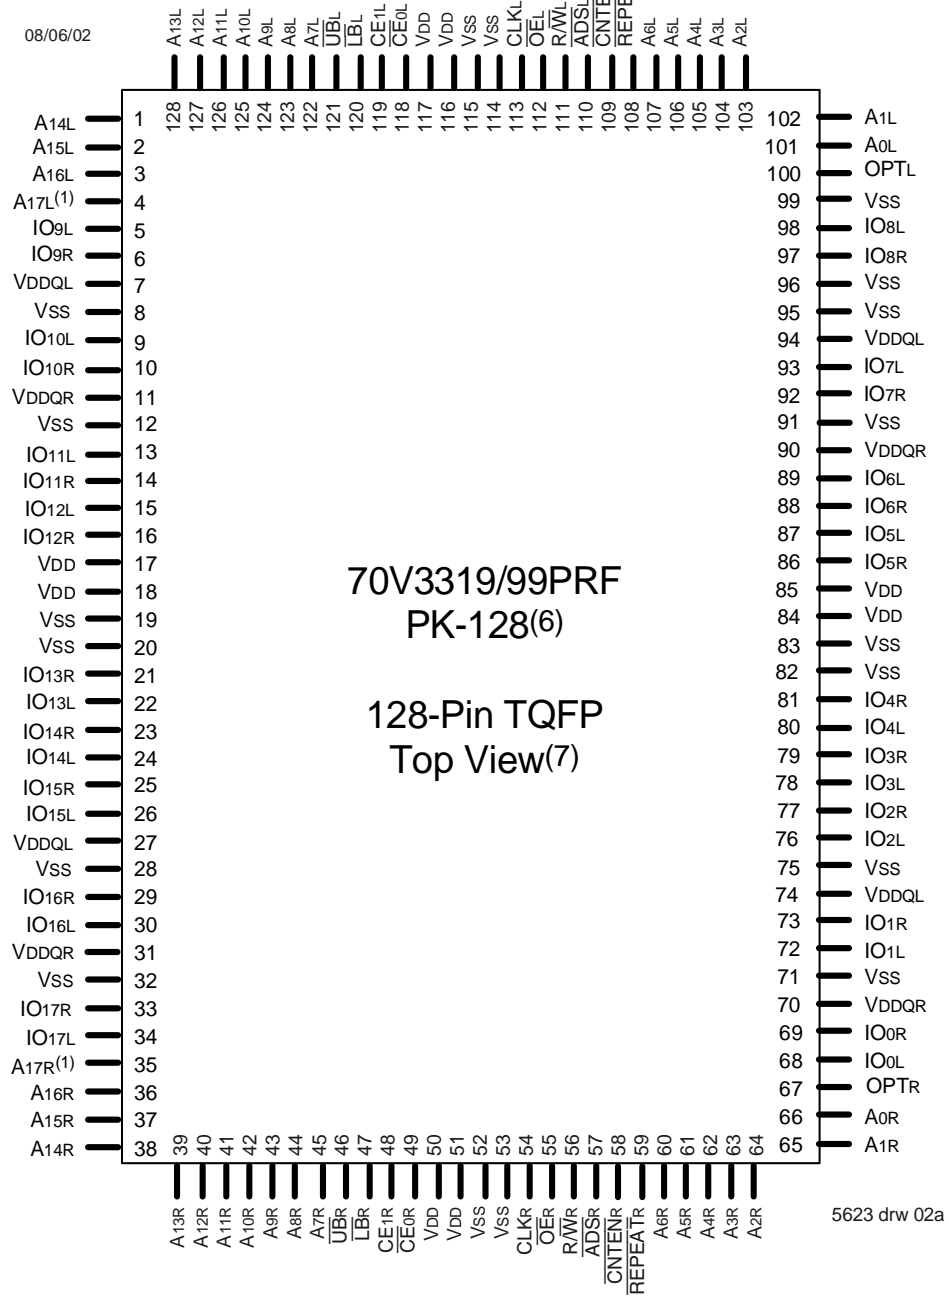 08/06/02
A13L
A12L
A11L
A10L
A9L
A8L
A7L
UBL
LBL
CE1L
CE0L
VDD
VDD
VSS
VSS
CLKL
OEL
R/WL
ADSL
A6L
A5L
A4L
A3L
A2L
128
127
126
125
124
123
122
121
120
119
118
117
116
115
114
113
112
111
110
109
108
107
106
105
104
103
A14L 1
A15L 2
A16L 3
A17L(1) 4
IO9L 5
IO9R 6
VDDQL 7
VSS 8
IO10L 9
IO10R 10
VDDQR 11
VSS 12
IO11L 13
IO11R 14
IO12L 15
IO12R 16
VDD 17
VDD 18
VSS 19
VSS 20
IO13R 21
IO13L 22
IO14R 23
IO14L 24
IO15R 25
IO15L 26
VDDQL 27
VSS 28
IO16R 29
IO16L 30
VDDQR 31
VSS 32
IO17R 33
IO17L 34
A17R(1) 35
A16R 36
A15R 37
A14R 38
70V3319/99PRF
PK-128(6)
128-Pin TQFP
Top View(7)
102 A1L
101 A0L
100 OPTL
99 VSS
98 IO8L
97 IO8R
96 VSS
95 VSS
94 VDDQL
93 IO7L
92 IO7R
91 VSS
90 VDDQR
89 IO6L
88 IO6R
87 IO5L
86 IO5R
85 VDD
84 VDD
83 VSS
82 VSS
81 IO4R
80 IO4L
79 IO3R
78 IO3L
77 IO2R
76 IO2L
75 VSS
74 VDDQL
73 IO1R
72 IO1L
71 VSS
70 VDDQR
69 IO0R
68 IO0L
67 OPTR
66 A0R
65 A1R
39
40
41
42
43
44
45
46
47
48
49
50
51
52
53
54
55
56
57
58
59
60
61
62
63
64
A13R
A12R
A11R
A10R
A9R
A8R
A7R
UBR
LBR
CE1R
CE0R
VDD
VDD
VSS
VSS
CLKR
OER
R/WR
ADSR
CNTENR
REPEATR
A6R
A5R
A4R
A3R
A2R
5623 drw 02a